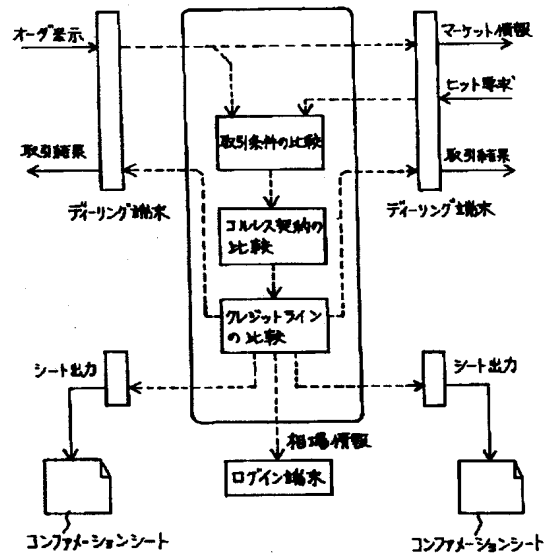 オーダ呈示
マーケット情報
ヒット要求
取引条件の比較
取引結果
取引結果
ディーリング端末
ディーリング端末
コルレス契約の
比較
クレジットライン
の比較
シート出力
シート出力
相場情報
ログイン端末
コンファメーションシート
コンファメーションシート